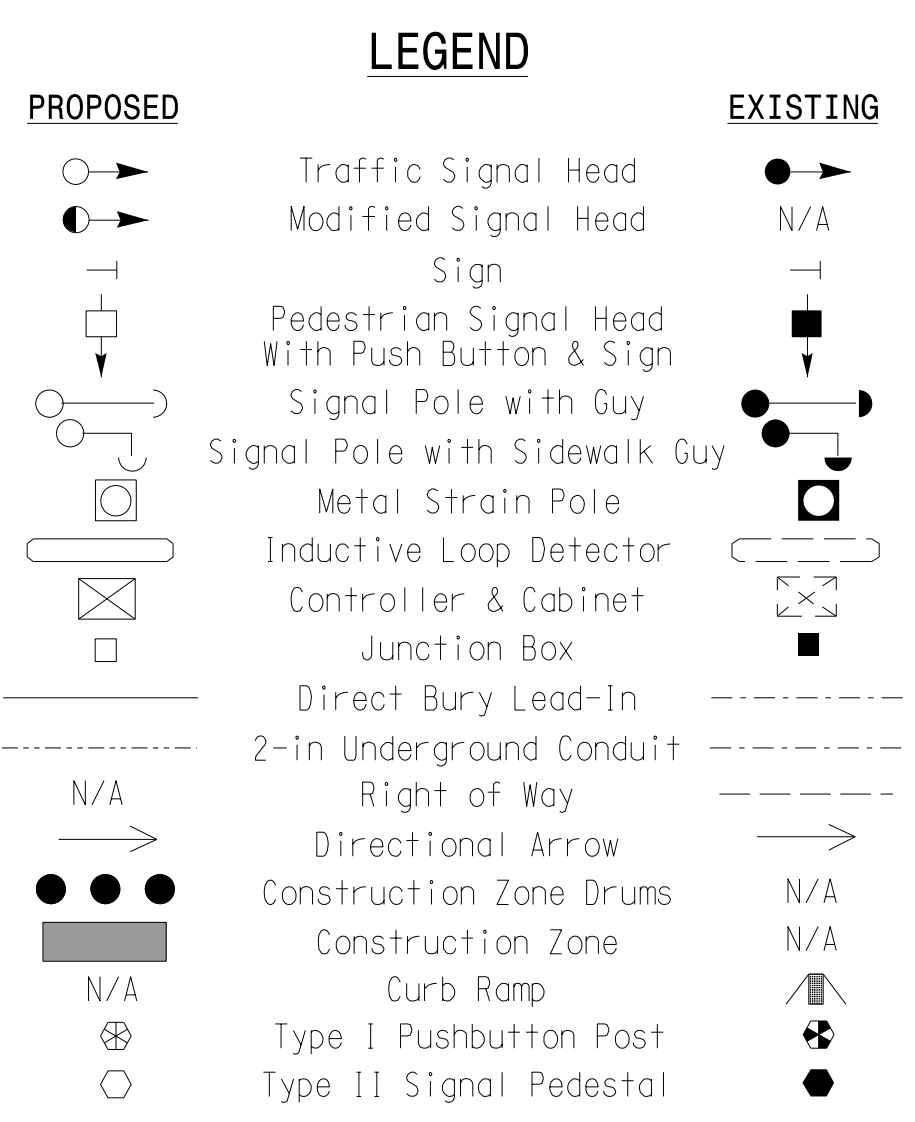 LEGEND
PROPOSED EXISTING
Traffic Signal Head
Modified Signal Head N/A
Sign
Pedestrian Signal Head
With Push Button & Sign
Signal Pole with Guy
Signal Pole with Sidewalk Guy
Metal Strain Pole
Inductive Loop Detector
Controller & Cabinet
Junction Box
Direct Bury Lead-In
2-in Underground Conduit
N/A Right of Way
Directional Arrow
Construction Zone Drums N/A
Construction Zone N/A
N/A Curb Ramp
Type I Pushbutton Post
Type II Signal Pedestal